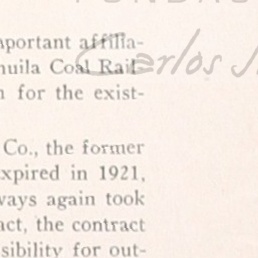 mportant affilia-
huila Coal Rail-
n for the exist-
Co., the former
xpired in 1921,
ways again took
act, the contract
sibility for out-
Carlos